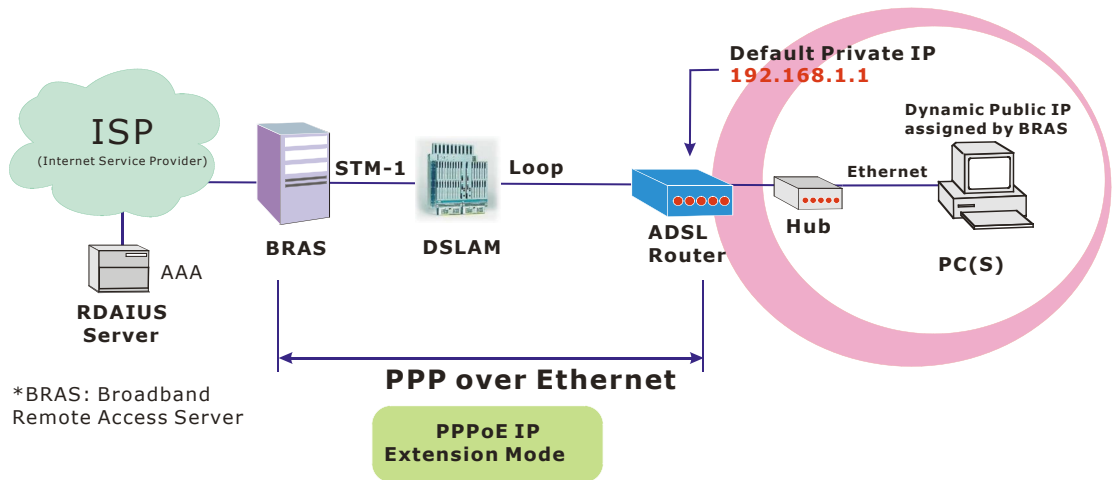 Default Private IP
192.168.1.1
ISP
(Internet Service Provider)
Dynamic Public IP
assigned by BRAS
STM-1
Loop
Ethernet
BRAS
DSLAM
ADSL
Router
Hub
PC(S)
AAA
RDAIUS
Server
PPP over Ethernet
*BRAS: Broadband
Remote Access Server
PPPoE IP
Extension Mode